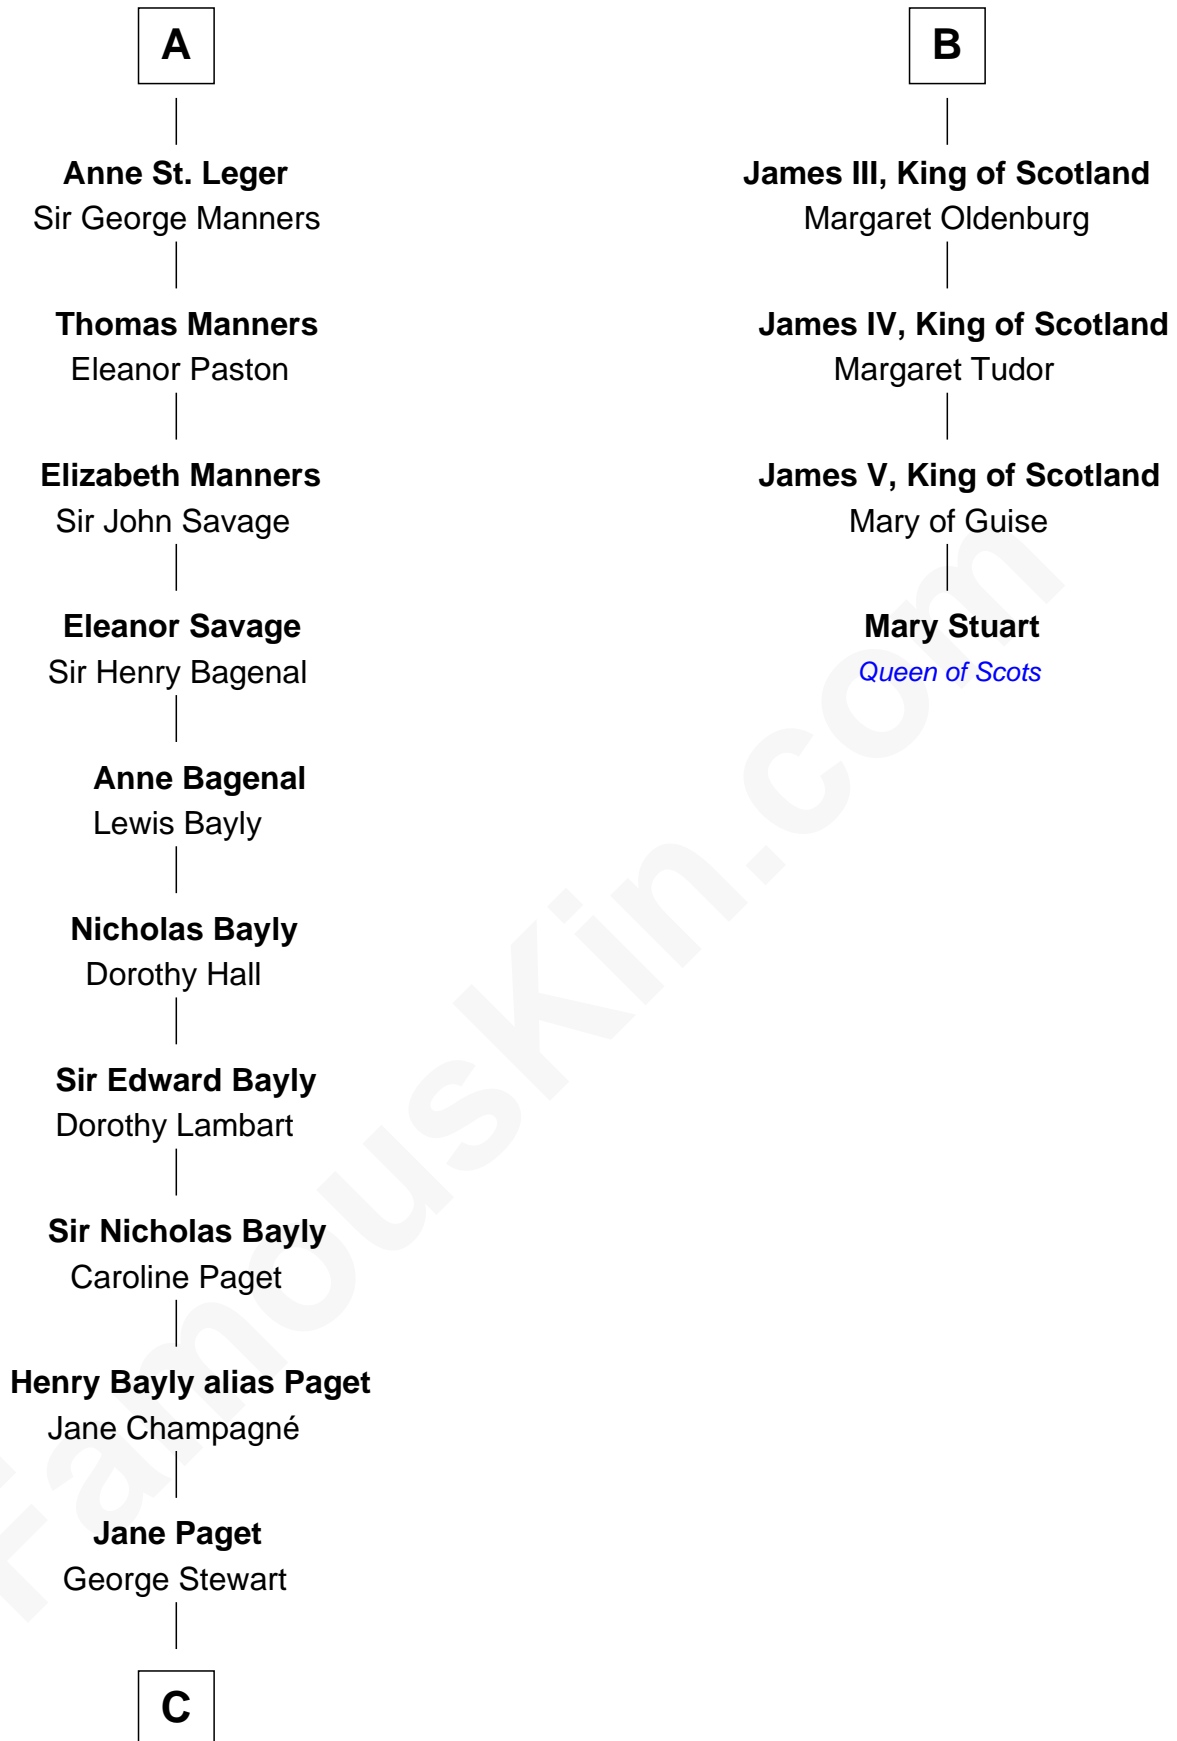 A
Anne St. Leger
Sir George Manners
Thomas Manners
Eleanor Paston
Elizabeth Manners
Sir John Savage
Eleanor Savage
Sir Henry Bagenal
Anne Bagenal
Lewis Bayly
Nicholas Bayly
Dorothy Hall
Sir Edward Bayly
Dorothy Lambart
Sir Nicholas Bayly
Caroline Paget
Henry Bayly alias Paget
Jane Champagné
Jane Paget
George Stewart
C
B
James III, King of Scotland
Margaret Oldenburg
James IV, King of Scotland
Margaret Tudor
James V, King of Scotland
Mary of Guise
Mary Stuart
Queen of Scots
FamousKin.com